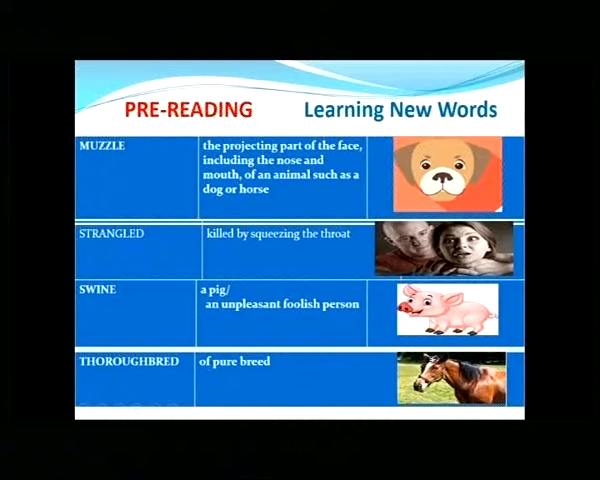 PRE-READING Learning New Words
MUZZLE
the projecting part of the face,
including the nose and
mouth, of an animal such as a
dog or horse
STRANGLED
killed by squeezing the throat
SWINE
a pig/
an unpleasant foolish person
THOROUGHBRED
of pure breed